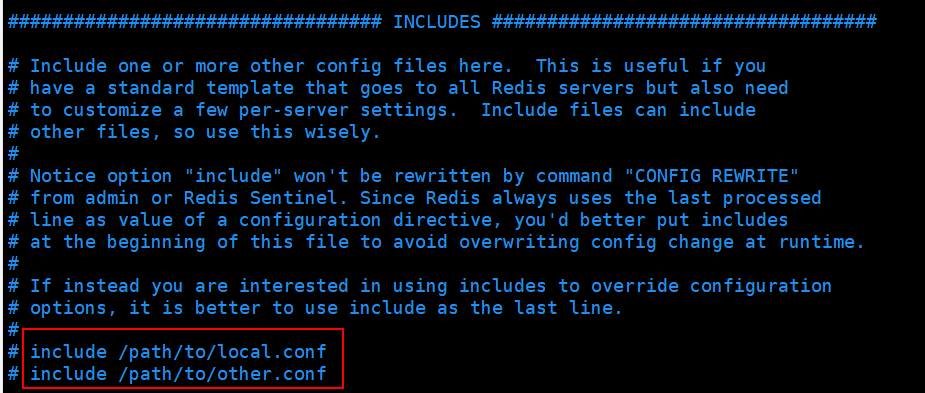 ################################## INCLUDES ###################################
# Include one or more other config files here.  This is useful if you
# have a standard template that goes to all Redis servers but also need
# to customize a few per-server settings.  Include files can include
# other files, so use this wisely.
#
# Notice option "include" won't be rewritten by command "CONFIG REWRITE"
# from admin or Redis Sentinel. Since Redis always uses the last processed
# line as value of a configuration directive, you'd better put includes
# at the beginning of this file to avoid overwriting config change at runtime.
#
# If instead you are interested in using includes to override configuration
# options, it is better to use include as the last line.
#
# include /path/to/local.conf
# include /path/to/other.conf